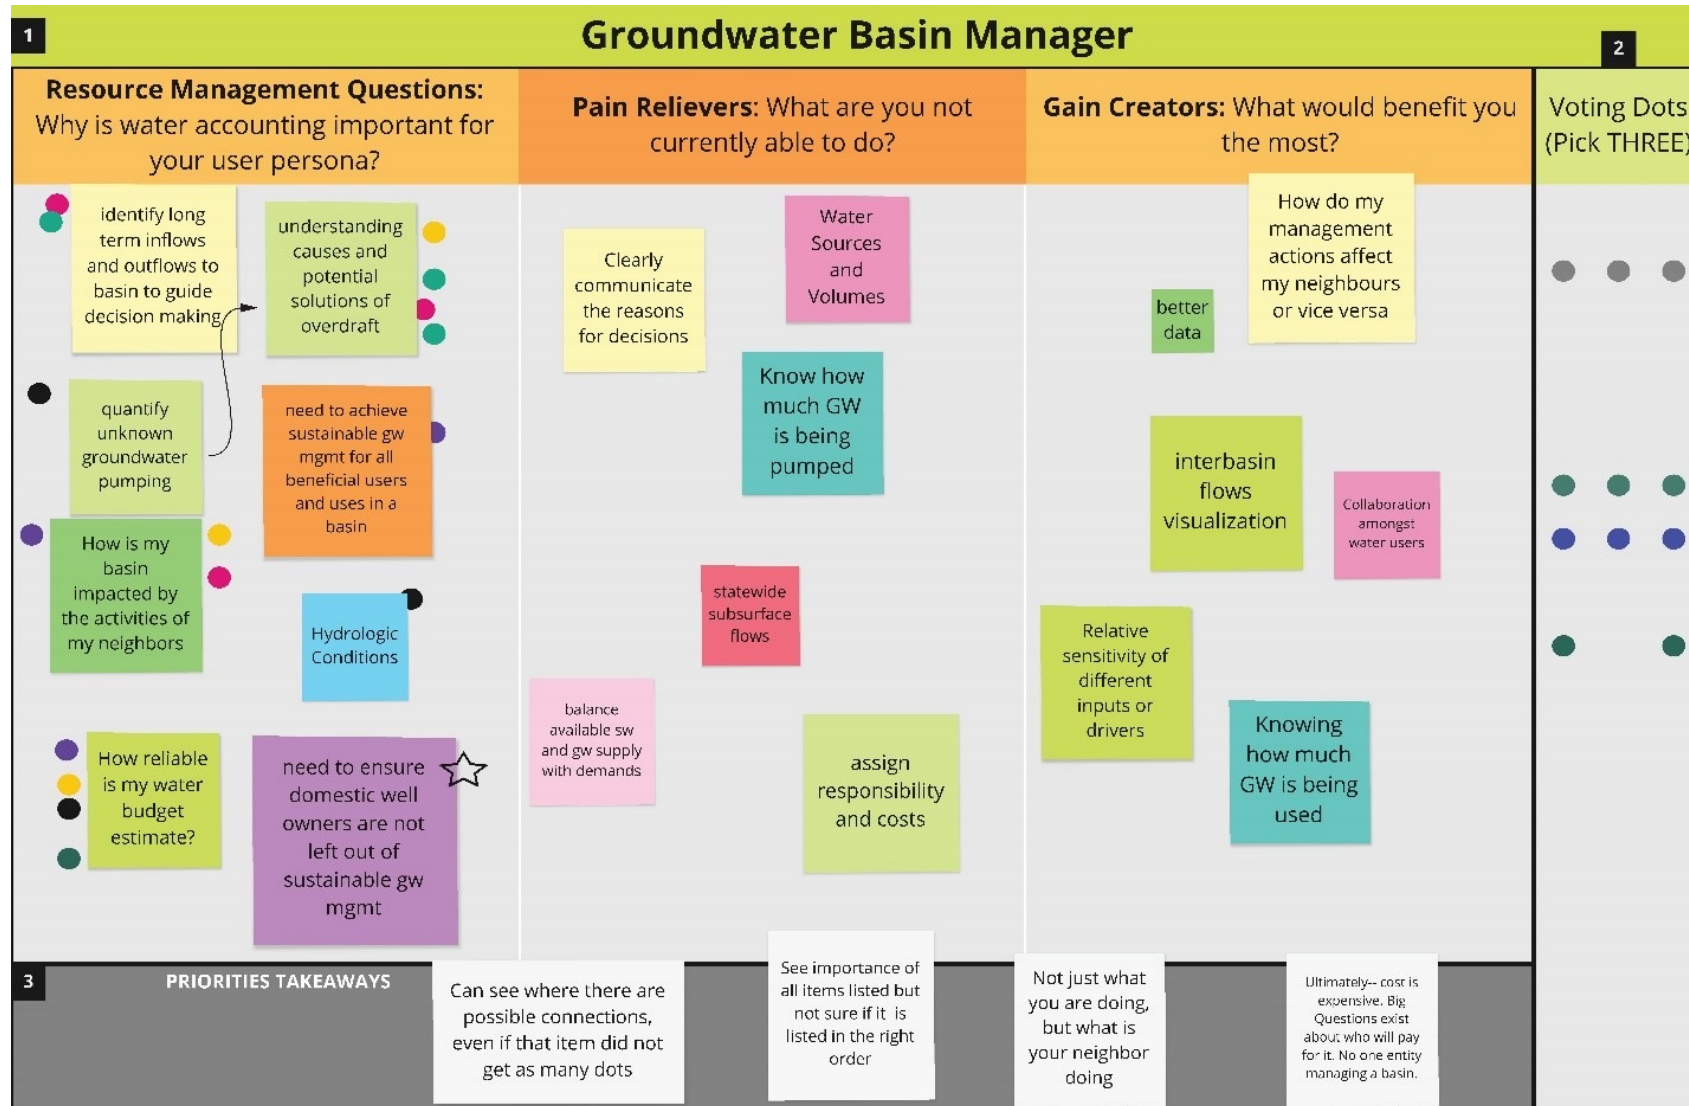 1
Groundwater Basin Manager
2
Resource Management Questions:
Why is water accounting important for
your user persona?
Pain Relievers: What are you not
currently able to do?
Gain Creators: What would benefit you
the most?
Voting Dots
(Pick THREE)
identify long
term inflows
and outflows to
basin to guide
decision making
understanding
causes and
potential
solutions of
overdraft
quantify
unknown
groundwater
pumping
need to achieve
sustainable gw
mgmt for all
beneficial users
and uses in a
basin
How is my
basin
impacted by
the activities of
my neighbors
Hydrologic
Conditions
How reliable
is my water
budget
estimate?
need to ensure
domestic well
owners are not
left out of
sustainable gw
mgmt
Clearly
communicate
the reasons
for decisions
Water
Sources
and
Volumes
Know how
much GW
is being
pumped
statewide
subsurface
flows
balance
available sw
and gw supply
with demands
assign
responsibility
and costs
How do my
management
actions affect
my neighbours
or vice versa
better
data
interbasin
flows
visualization
Collaboration
amongst
water users
Relative
sensitivity of
different
inputs or
drivers
Knowing
how much
GW is being
used
3
PRIORITIES TAKEAWAYS
Can see where there are
possible connections,
even if that item did not
get as many dots
See importance of
all items listed but
not sure if it is
listed in the right
order
Not just what
you are doing,
but what is
your neighbor
doing
Ultimately-- cost is
expensive. Big
Questions exist
about who will pay
for it. No one entity
managing a basin.